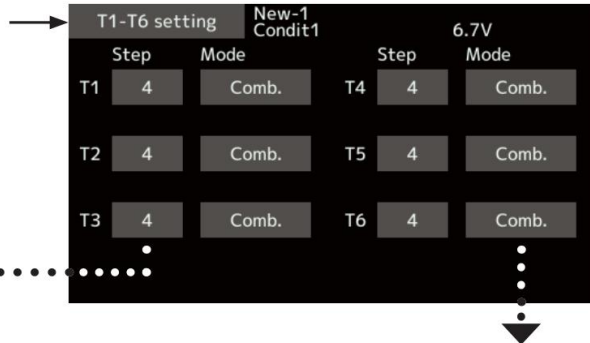 T1-T6 setting New-1
Condit1 6.7V
Step Mode Step Mode
T1 4 Comb. T4 4 Comb.
T2 4 Comb. T5 4 Comb.
T3 4 Comb. T6 4 Comb.